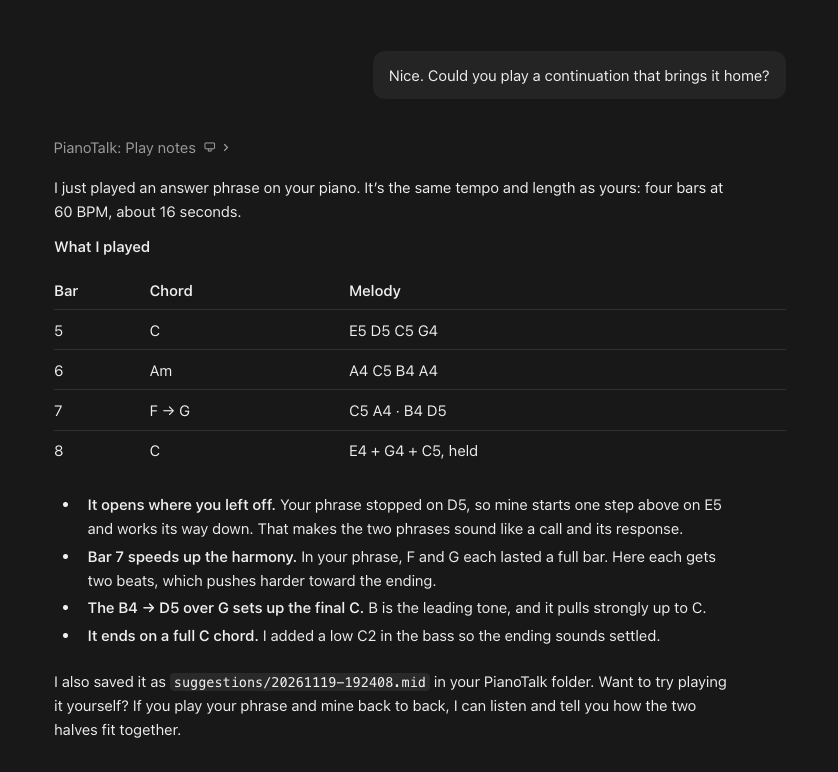 Nice. Could you play a continuation that brings it home?
PianoTalk: Play notes
I just played an answer phrase on your piano. It’s the same tempo and length as yours: four bars at
60 BPM, about 16 seconds.
What I played
Bar Chord Melody
5 C E5 D5 C5 G4
6 Am A4 C5 B4 A4
7 F → G C5 A4 · B4 D5
8 C E4 + G4 + C5, held
• It opens where you left off. Your phrase stopped on D5, so mine starts one step above on E5
and works its way down. That makes the two phrases sound like a call and its response.
• Bar 7 speeds up the harmony. In your phrase, F and G each lasted a full bar. Here each gets
two beats, which pushes harder toward the ending.
• The B4 → D5 over G sets up the final C. B is the leading tone, and it pulls strongly up to C.
• It ends on a full C chord. I added a low C2 in the bass so the ending sounds settled.
I also saved it as suggestions/20261119-192408.mid in your PianoTalk folder. Want to try playing
it yourself? If you play your phrase and mine back to back, I can listen and tell you how the two
halves fit together.